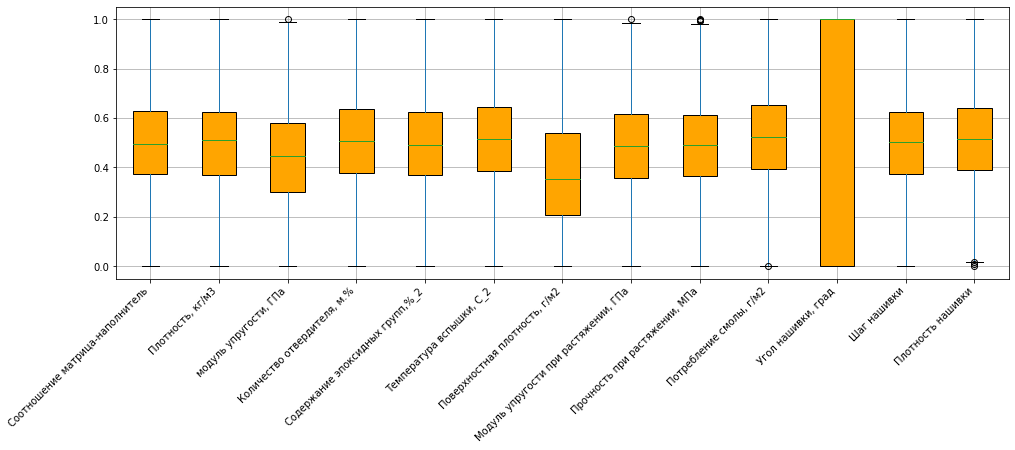 1.0
0.8
0.6
0.4
0.2
0.0
Соотношение матрица-наполнитель
Плотность, кг/м3
модуль упругости, ГПа
Количество отвердителя, м.%
Содержание эпоксидных групп,%_2
Температура вспышки, С_2
Поверхностная плотность, г/м2
Модуль упругости при растяжении, ГПа
Прочность при растяжении, МПа
Потребление смолы, г/м2
Угол нашивки, град
Шаг нашивки
Плотность нашивки